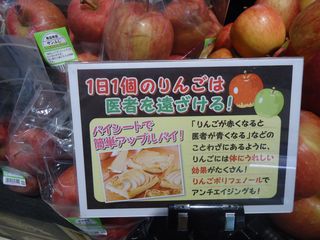 1日1個のりんごは
医者を遠ざける!
パイシートで
簡単アップルパイ!
「りんごが赤くなると
医者が青くなる」などの
ことわざにあるように、
りんごには体にうれしい
効果がたくさん!
りんごポリフェノールで
アンチエイジングも!